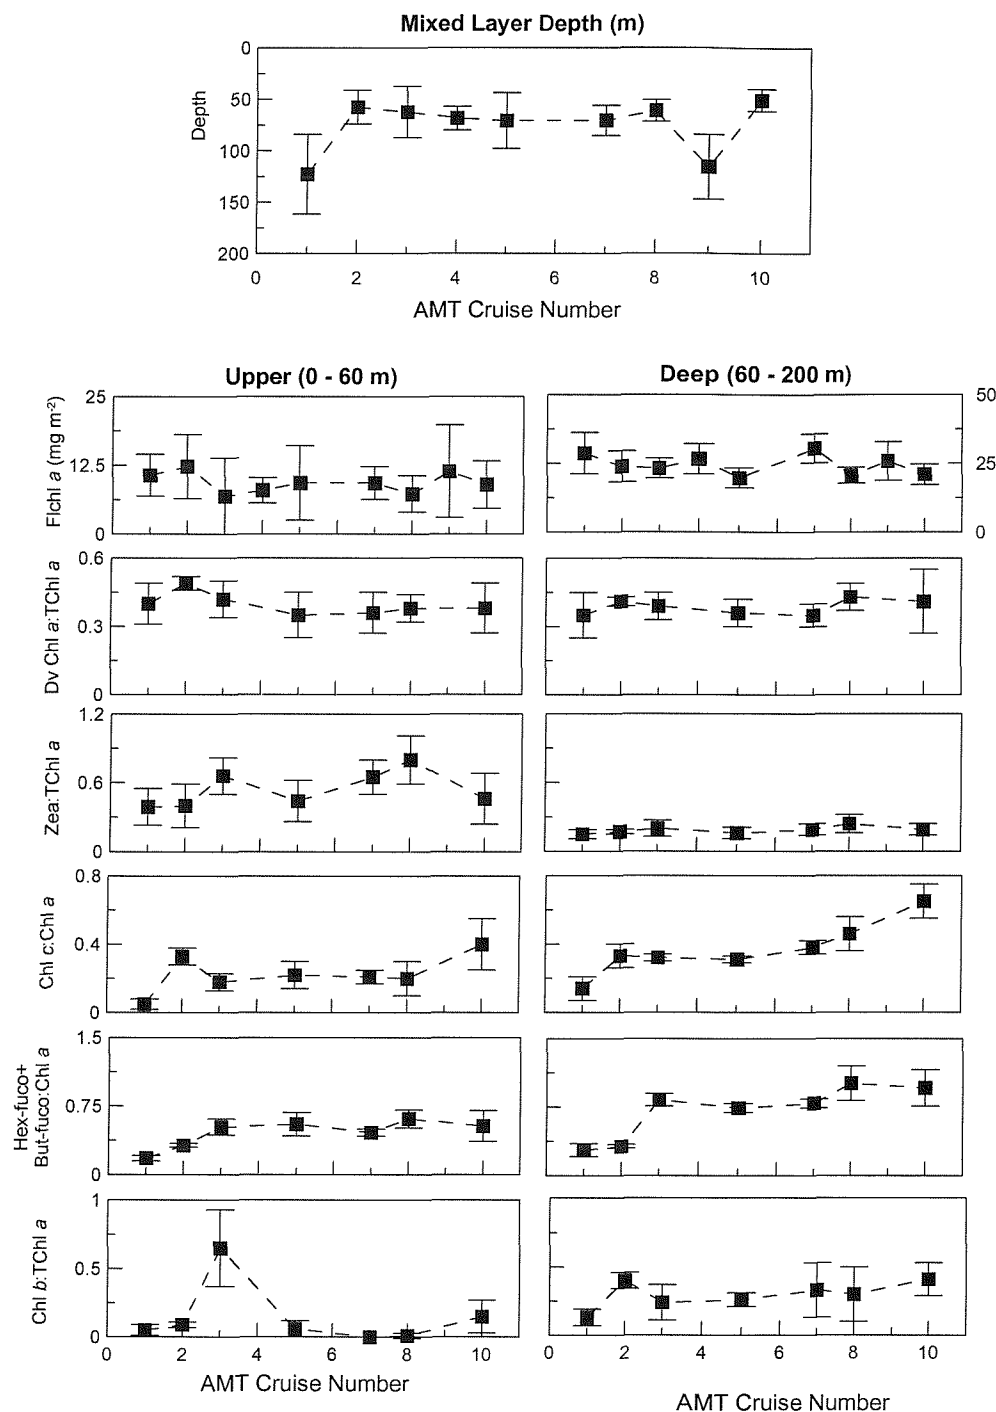 Mixed Layer Depth (m)
0
50
100
150
200
Depth
0 2 4 6 8 10
AMT Cruise Number
Upper (0 - 60 m)
Deep (60 - 200 m)
25
12.5
0
Flchl a (mg m-2)
50
25
0
0.6
0.3
0
Dv Chl a:TChl a
1.2
0.6
0
Zea:TChl a
0.8
0.4
0
Chl c:Chl a
1.5
0.75
0
Hex-fuco+
But-fuco:Chl a
1
0.5
0
Chl b:TChl a
0 2 4 6 8 10
AMT Cruise Number
0 2 4 6 8 10
AMT Cruise Number